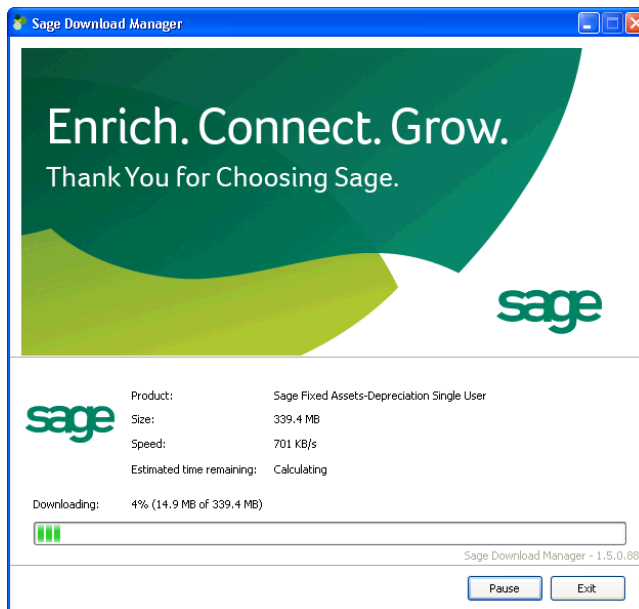 Sage Download Manager
Enrich. Connect. Grow.
Thank You for Choosing Sage.
sage
sage
Product: Sage Fixed Assets-Depreciation Single User
Size: 339.4 MB
Speed: 701 KB/s
Estimated time remaining: Calculating
Downloading: 4% (14.9 MB of 339.4 MB)
Sage Download Manager - 1.5.0.88
Pause Exit